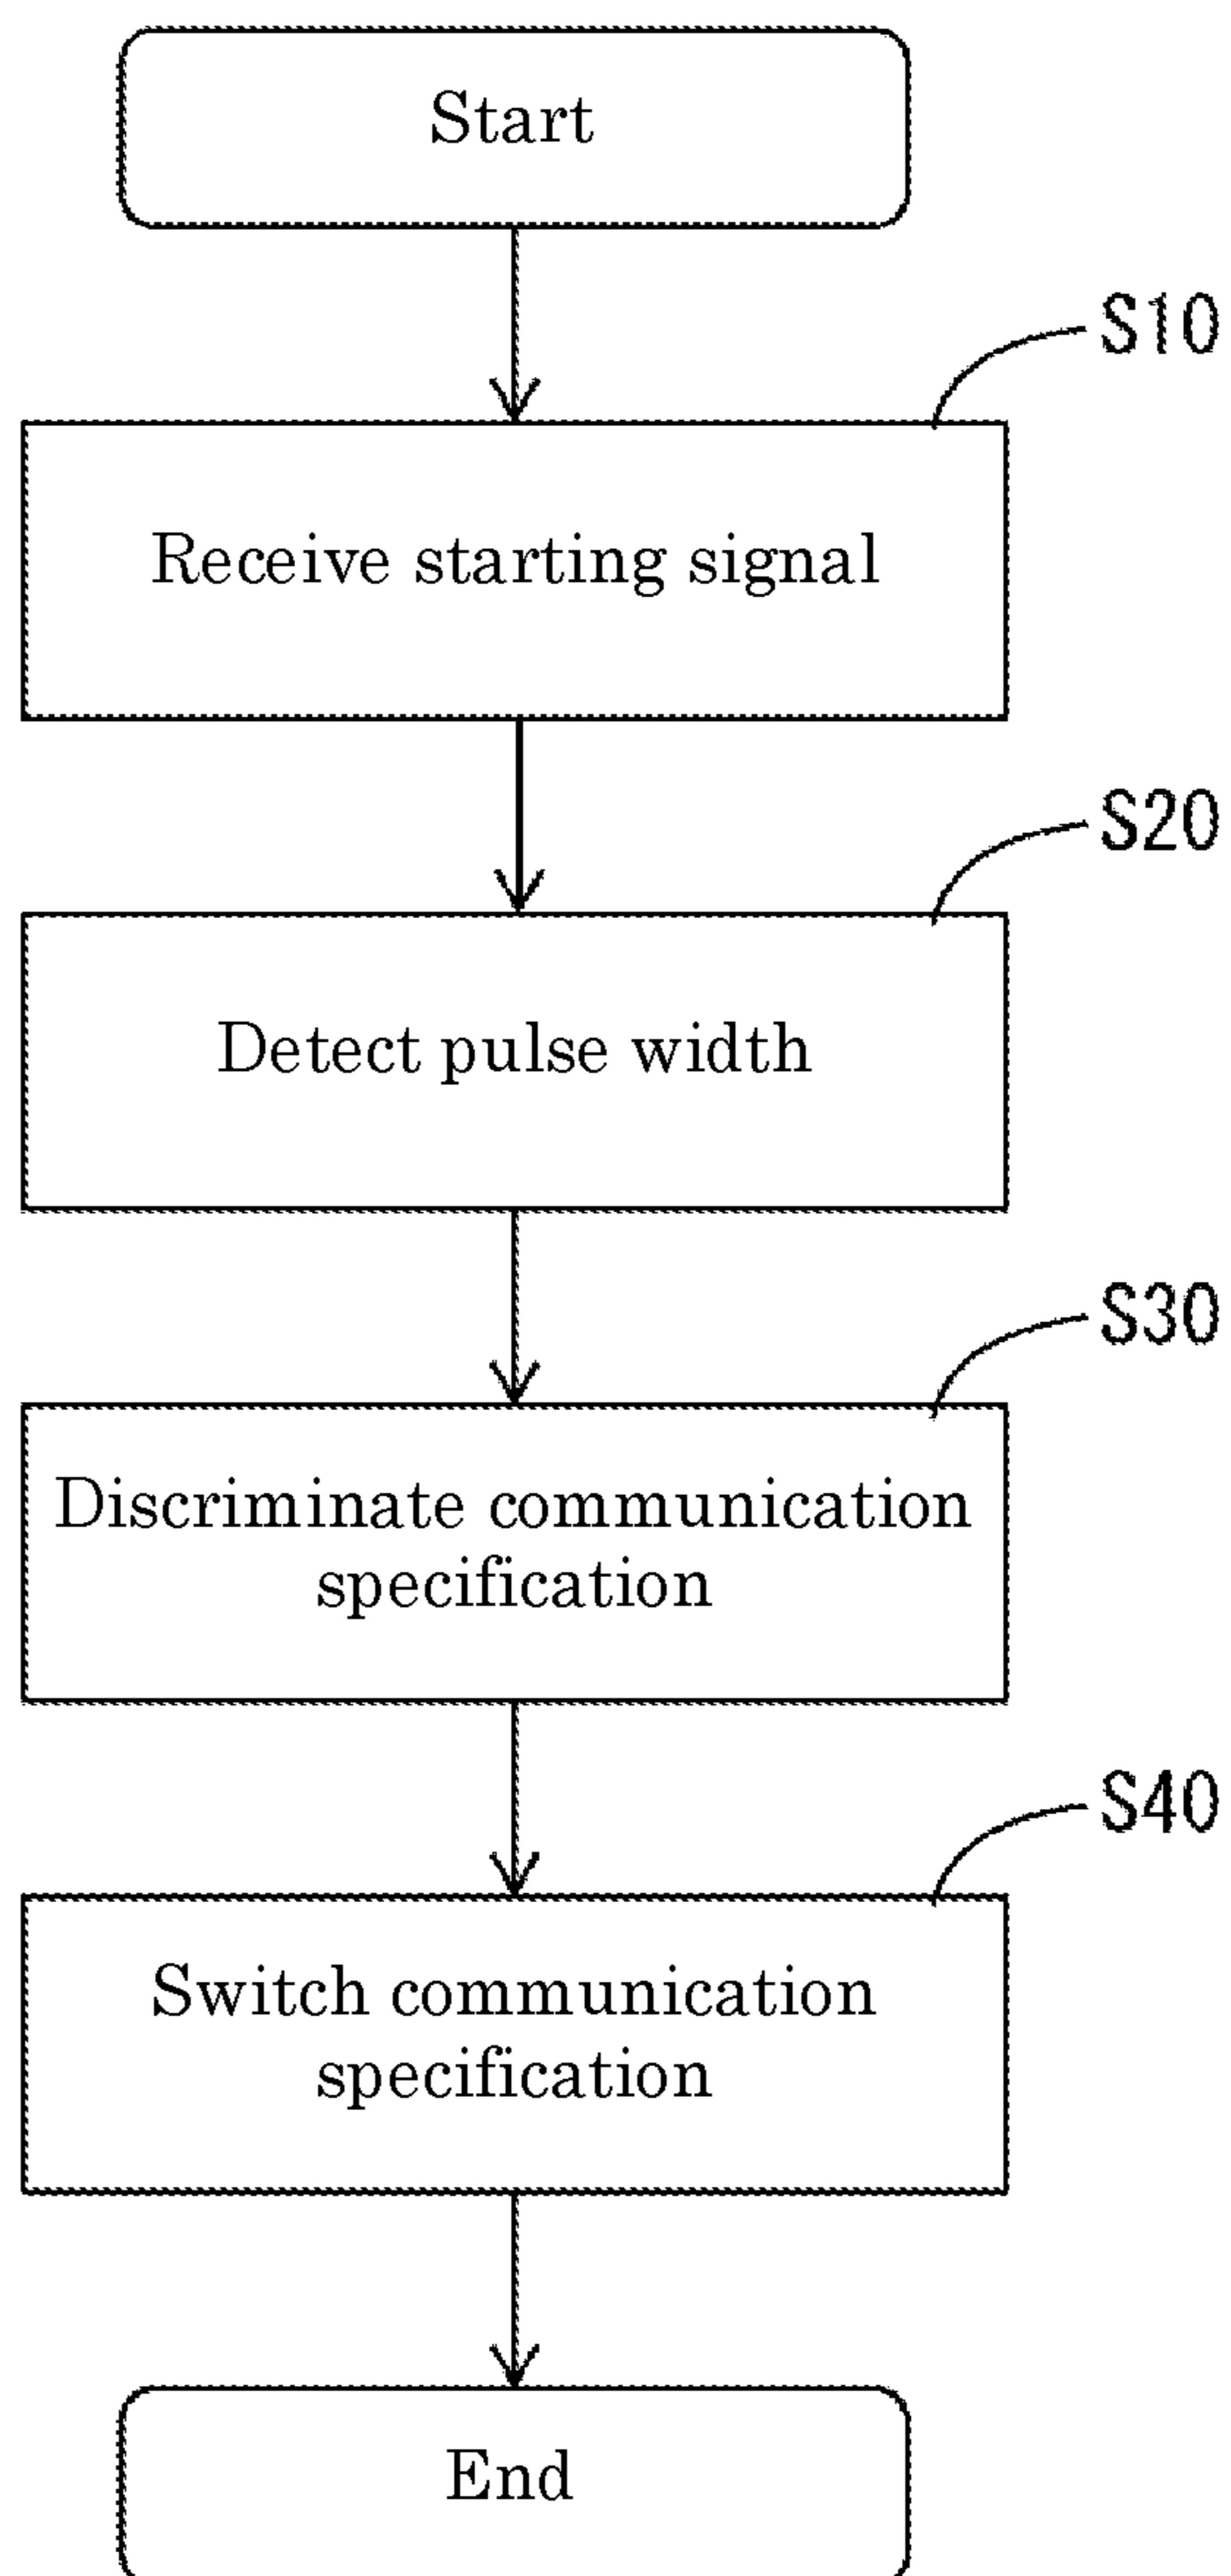 Start
S10
Receive starting signal
S20
Detect pulse width
S30
Discriminate communication
specification
S40
Switch communication
specification
End